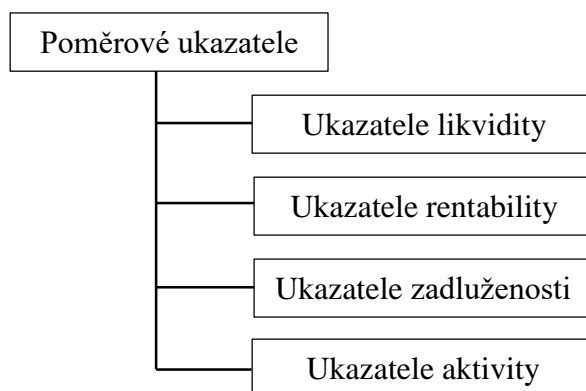 Poměrové ukazatele
Ukazatele likvidity
Ukazatele rentability
Ukazatele zadluženosti
Ukazatele aktivity